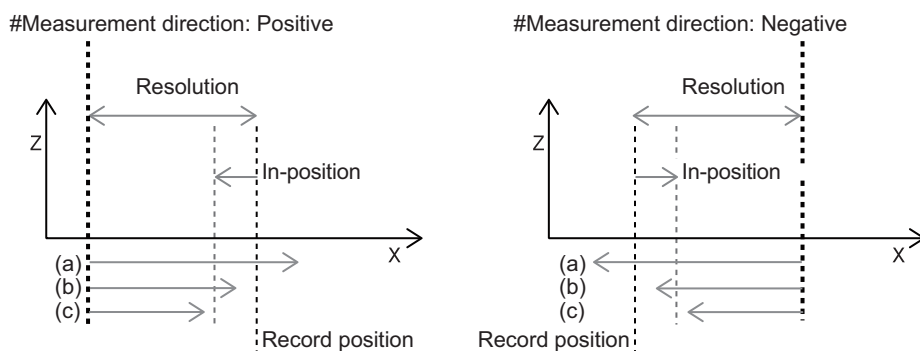 #Measurement direction: Positive
Resolution
Z
In-position
X
(a)
(b)
(c)
Record position
#Measurement direction: Negative
Resolution
Z
In-position
X
(a)
(b)
(c)
Record position